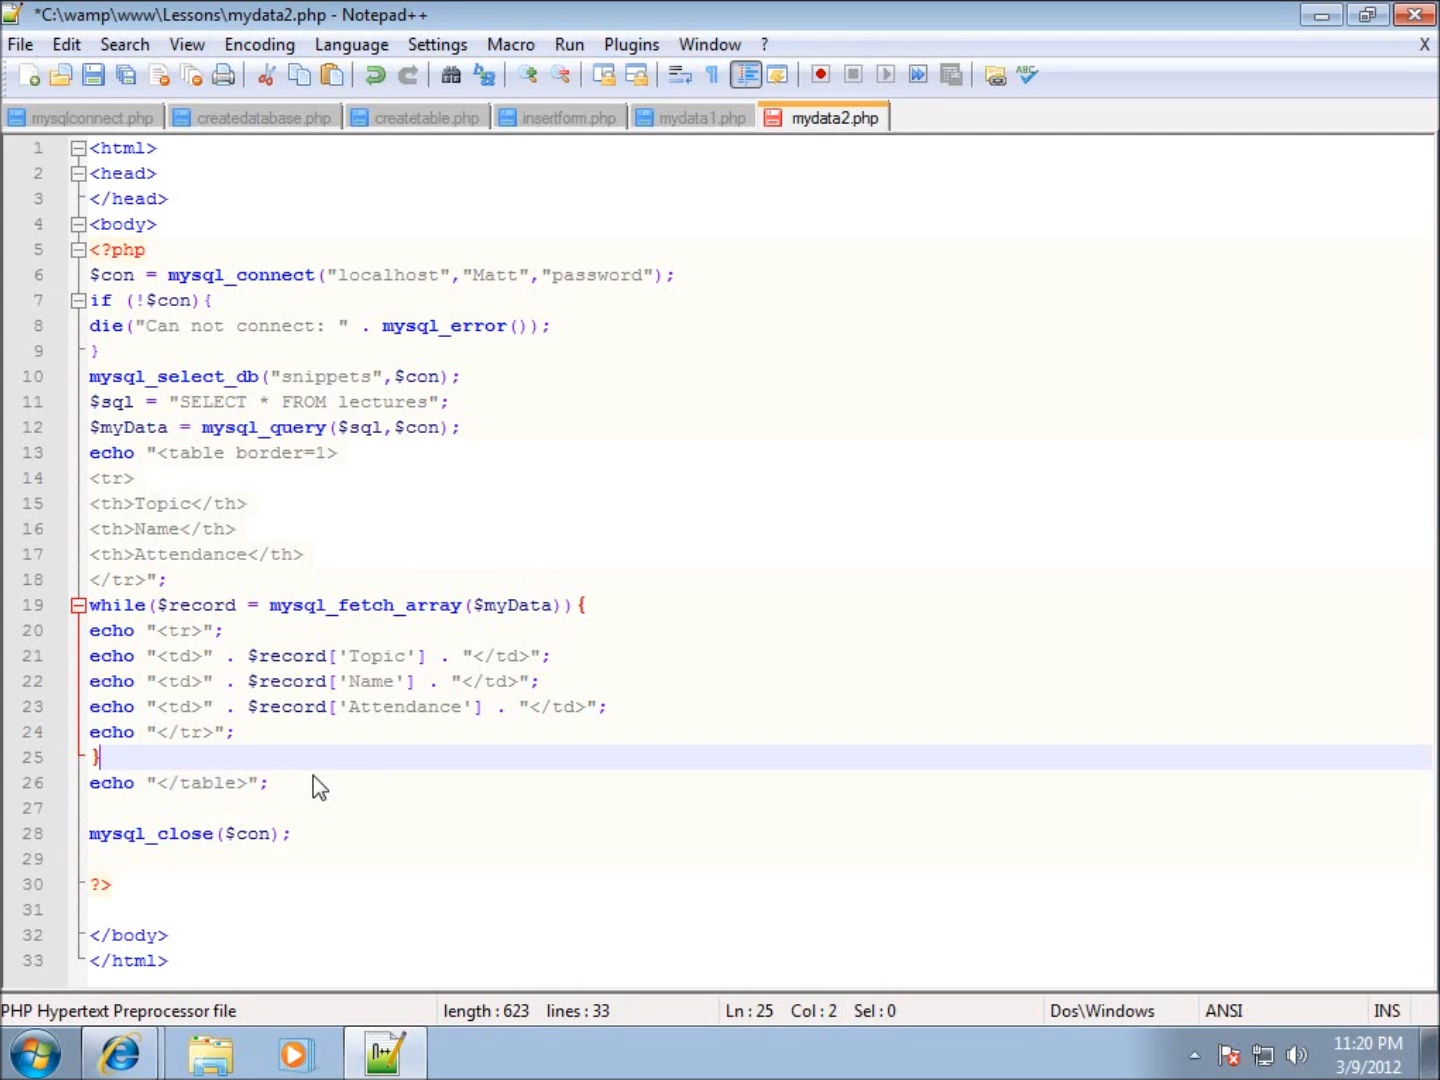 *C:\wamp\www\Lessons\mydata2.php - Notepad++
File Edit Search View Encoding Language Settings Macro Run Plugins Window ? X
mysqlconnect.php createdatabase.php createtable.php insertform.php mydata1.php mydata2.php
1 <html>
2 <head>
3 </head>
4 <body>
5 <?php
6 $con = mysql_connect("localhost","Matt","password");
7 if (!$con){
8 die("Can not connect: " . mysql_error());
9 }
10 mysql_select_db("snippets",$con);
11 $sql = "SELECT * FROM lectures";
12 $myData = mysql_query($sql,$con);
13 echo "<table border=1>
14 <tr>
15 <th>Topic</th>
16 <th>Name</th>
17 <th>Attendance</th>
18 </tr>";
19 while($record = mysql_fetch_array($myData)){
20 echo "<tr>";
21 echo "<td>" . $record['Topic'] . "</td>";
22 echo "<td>" . $record['Name'] . "</td>";
23 echo "<td>" . $record['Attendance'] . "</td>";
24 echo "</tr>";
25 }
26 echo "</table>";
27
28 mysql_close($con);
29
30 ?>
31
32 </body>
33 </html>
PHP Hypertext Preprocessor file length : 623 lines : 33 Ln : 25 Col : 2 Sel : 0 Dos\Windows ANSI INS
11:20 PM
3/9/2012